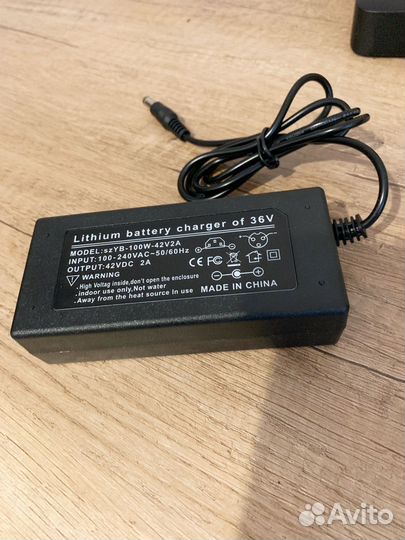 Lithium battery charger of 36V
MODEL:szYB-100W-42V2A
INPUT:100-240VAC~50/60Hz
OUTPUT:42VDC 2A
WARNING:
.High Voltag inside,don't open the enclosure
.indoor use only,Not water
.Away from the heat source In use
CE FC
MADE IN CHINA
Avito